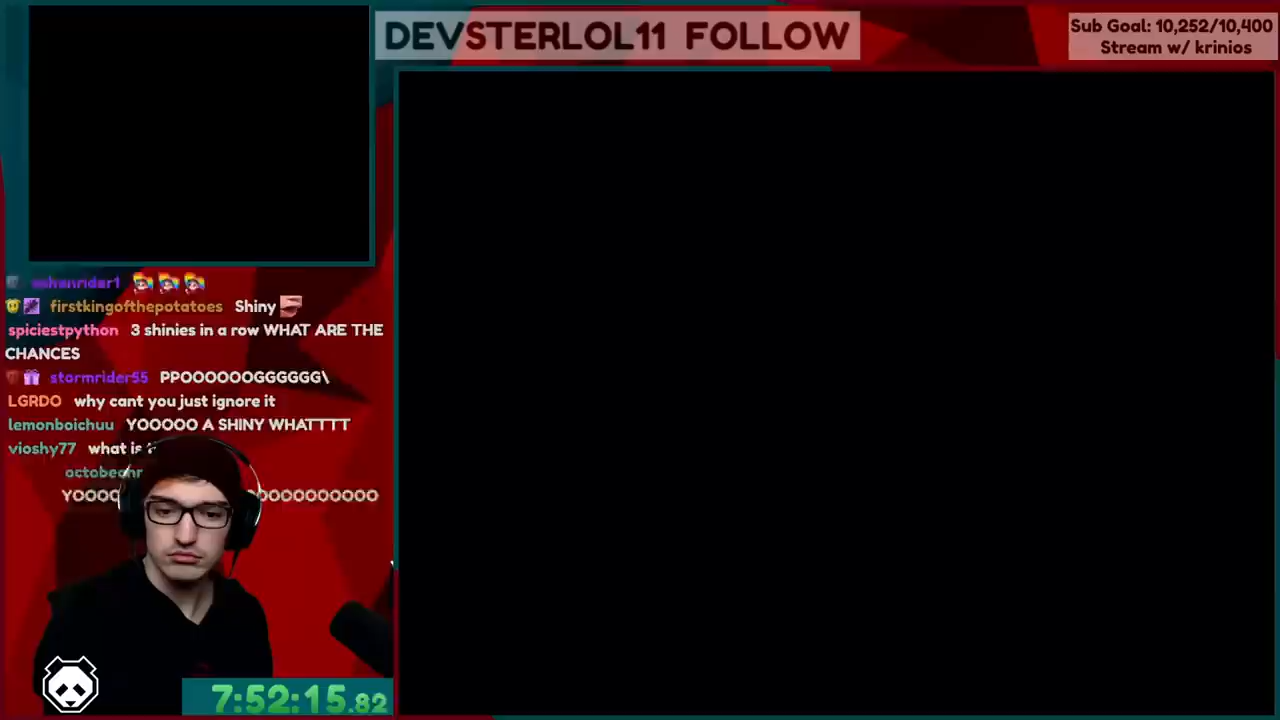 DEVSTERLOL11 FOLLOW
Sub Goal: 10,252/10,400
Stream w/ krinios
firstkingofthepotatoes Shiny
spiciestpython 3 shinies in a row WHAT ARE THE
CHANCES
stormrider55 PPOOOOOOGGGGGG\
LGRDO why cant you just ignore it
lemonboichuu YOOOOO A SHINY WHATTTT
vioshy77 what is
7:52:15.82